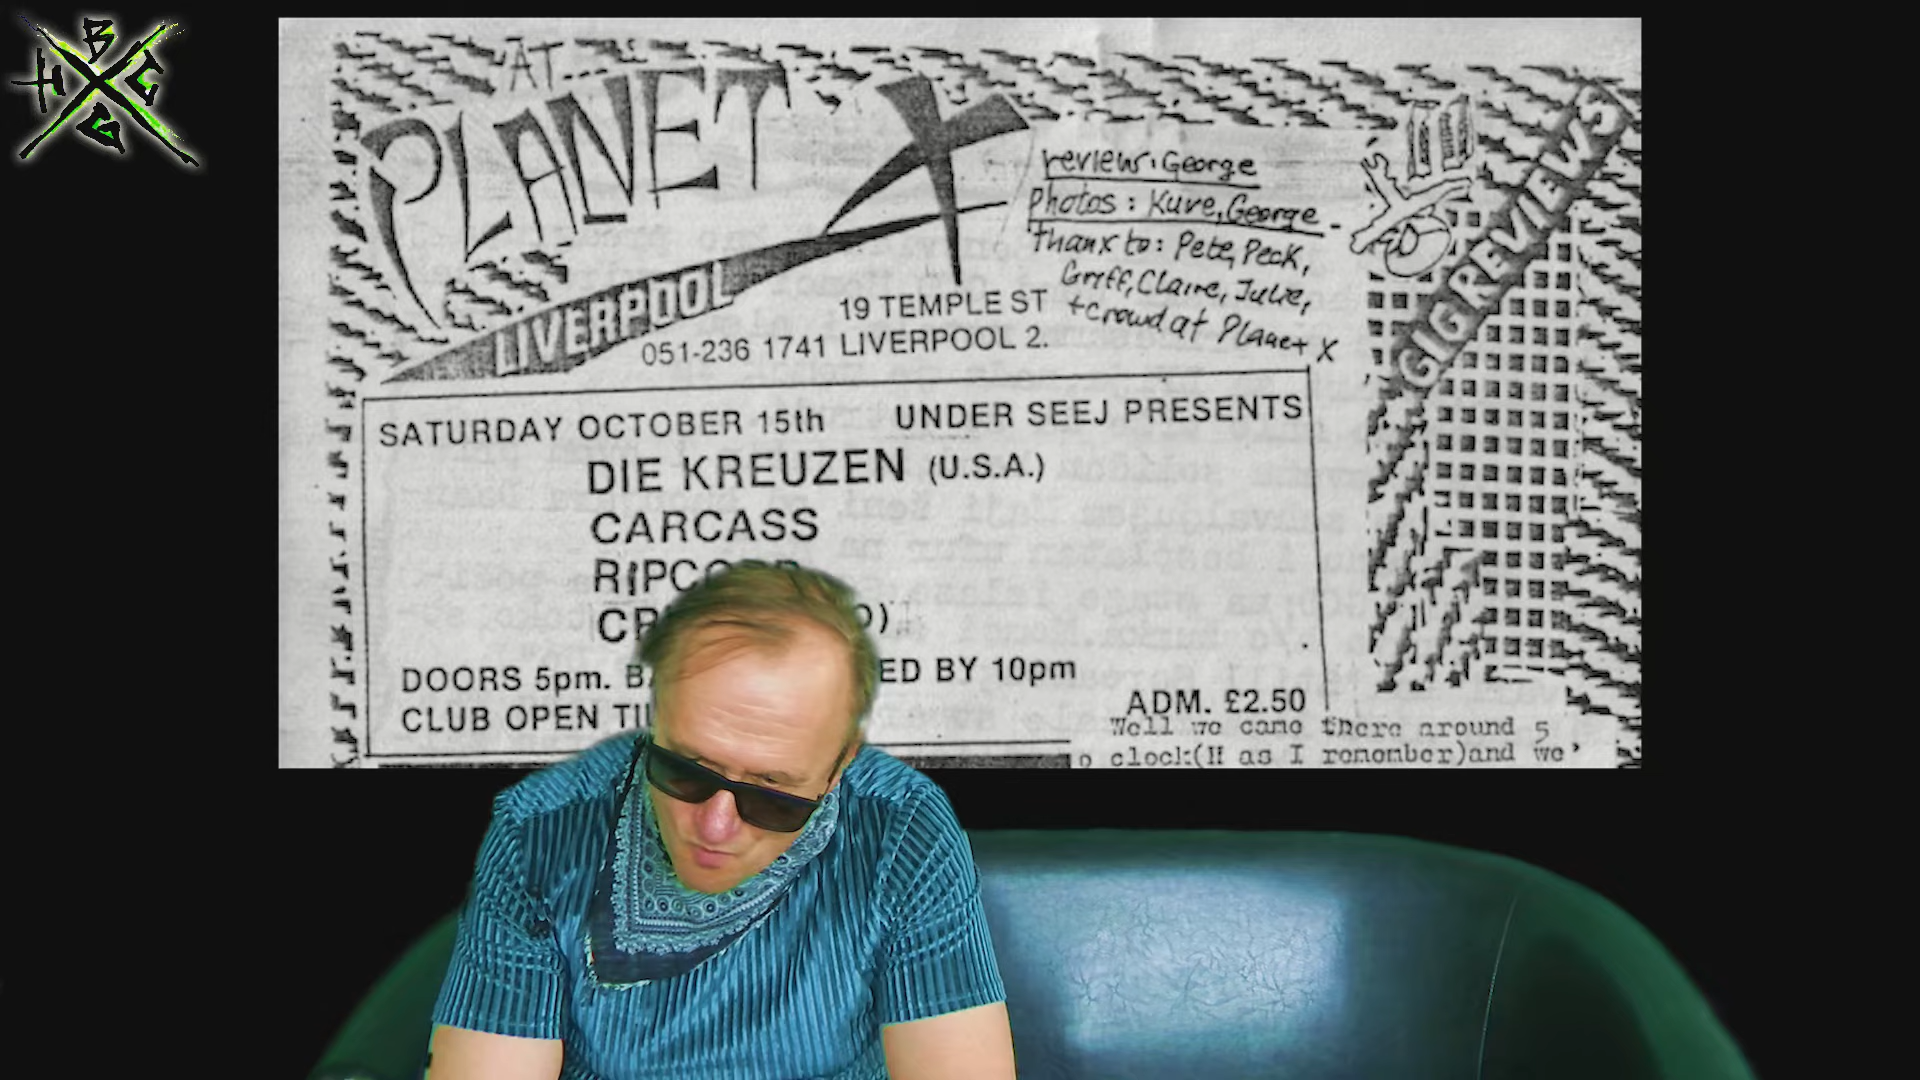 B
H C
G
AT
PLANET X
LIVERPOOL
19 TEMPLE ST
051-236 1741 LIVERPOOL 2.
review: George
Photos: Kure, George
thanx to: Pete, Peck,
Griff, Claire, Julie,
+crowd at Planet X
GIG REVIEWS
SATURDAY OCTOBER 15th UNDER SEEJ PRESENTS
DIE KREUZEN (U.S.A.)
CARCASS
DOORS 5pm. BY 10pm
CLUB OPEN
ADM. £2.50
Well we came there around 5
o clock(H as I remember)and we'